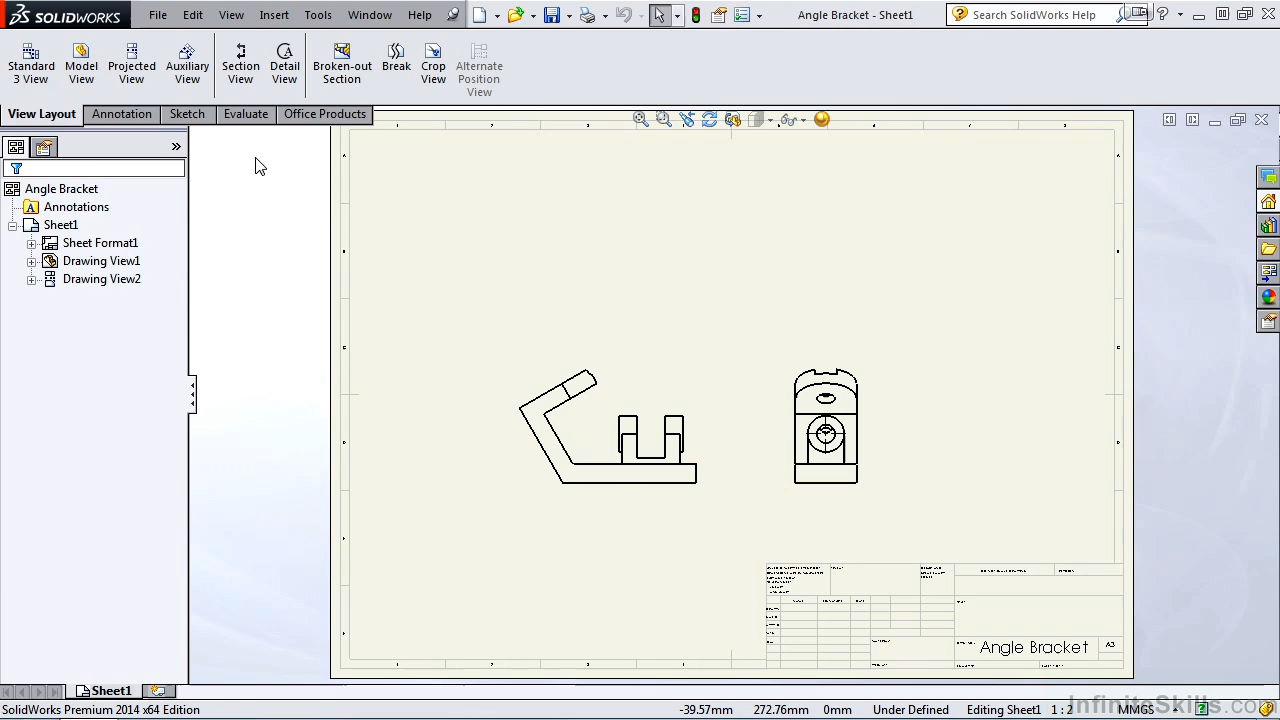 SOLIDWORKS File Edit View Insert Tools Window Help Angle Bracket - Sheet1 Search SolidWorks Help
Standard 3 View
Model View
Projected View
Auxiliary View
Section View
Detail View
Broken-out Section
Break
Crop View
Alternate Position View
View Layout Annotation Sketch Evaluate Office Products
Angle Bracket
Annotations
Sheet1
Sheet Format1
Drawing View1
Drawing View2
Angle Bracket A3
Sheet1
InfiniteSkills.com
SolidWorks Premium 2014 x64 Edition -39.57mm 272.76mm 0mm Under Defined Editing Sheet1 1 : 2 MMGS